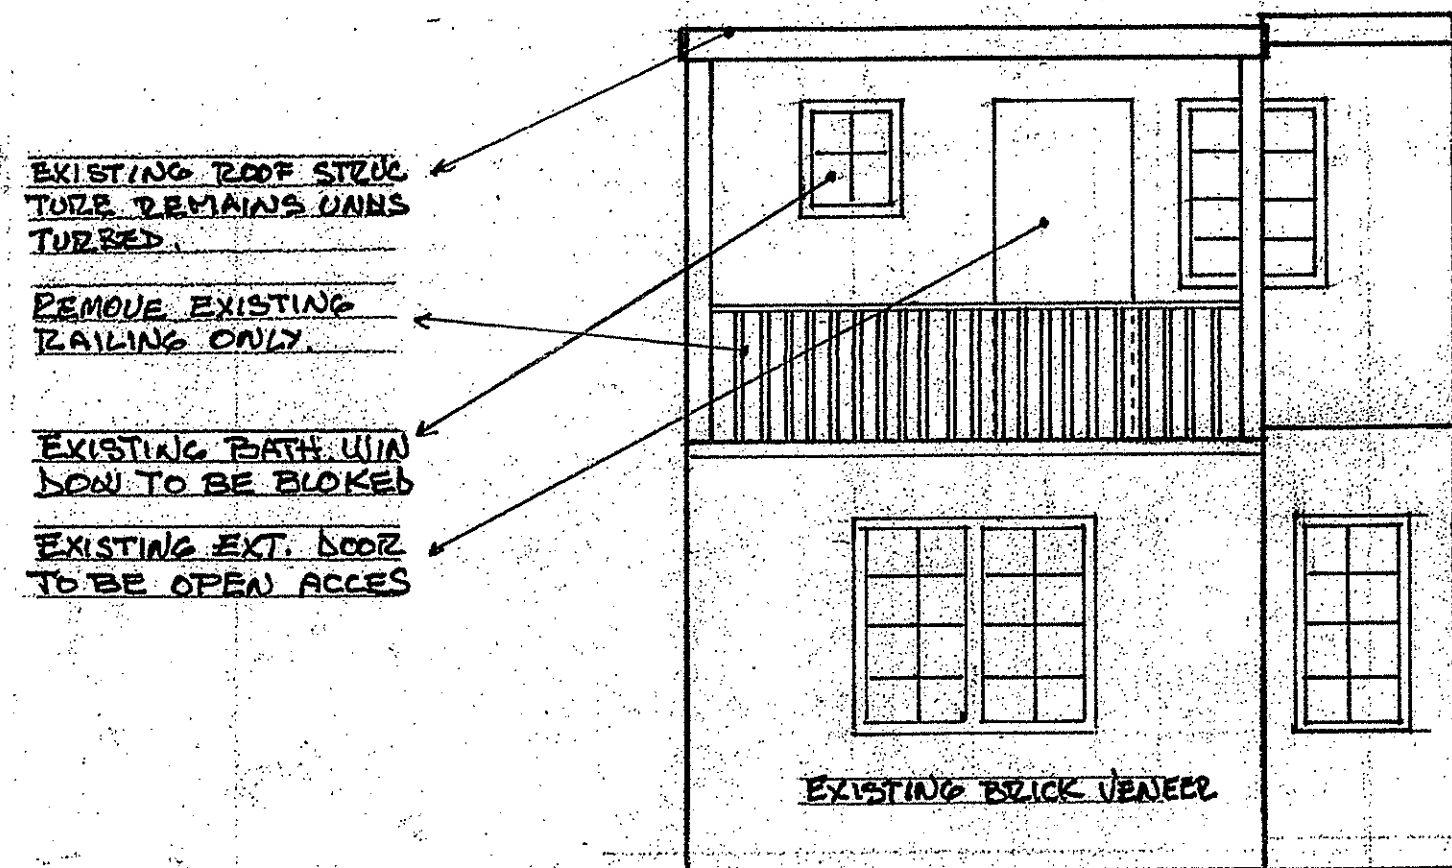 EXISTING ROOF STRUC
TURE REMAINS UNNS
TURBED.
REMOVE EXISTING
RAILING ONLY.
EXISTING BATH. WIN
DOW TO BE BLOKED
EXISTING EXT. DOOR
TO BE OPEN ACCES
EXISTING BRICK VENEER